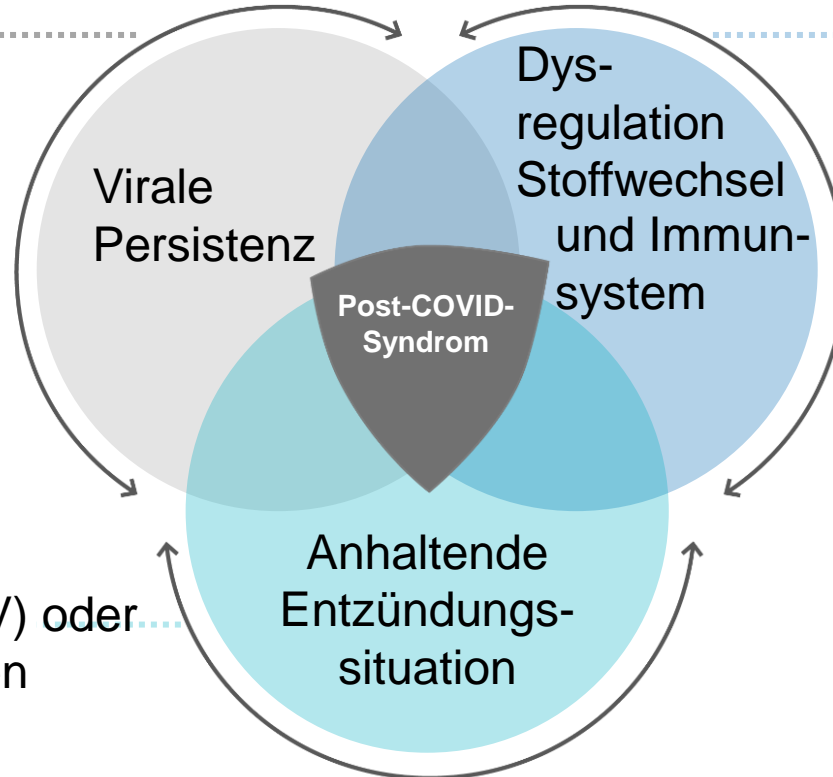 Virale
Persistenz
Dys-
regulation
Stoffwechsel
und Immun-
system
Post-COVID-
Syndrom
Anhaltende
Entzündungs-
situation
) oder
n